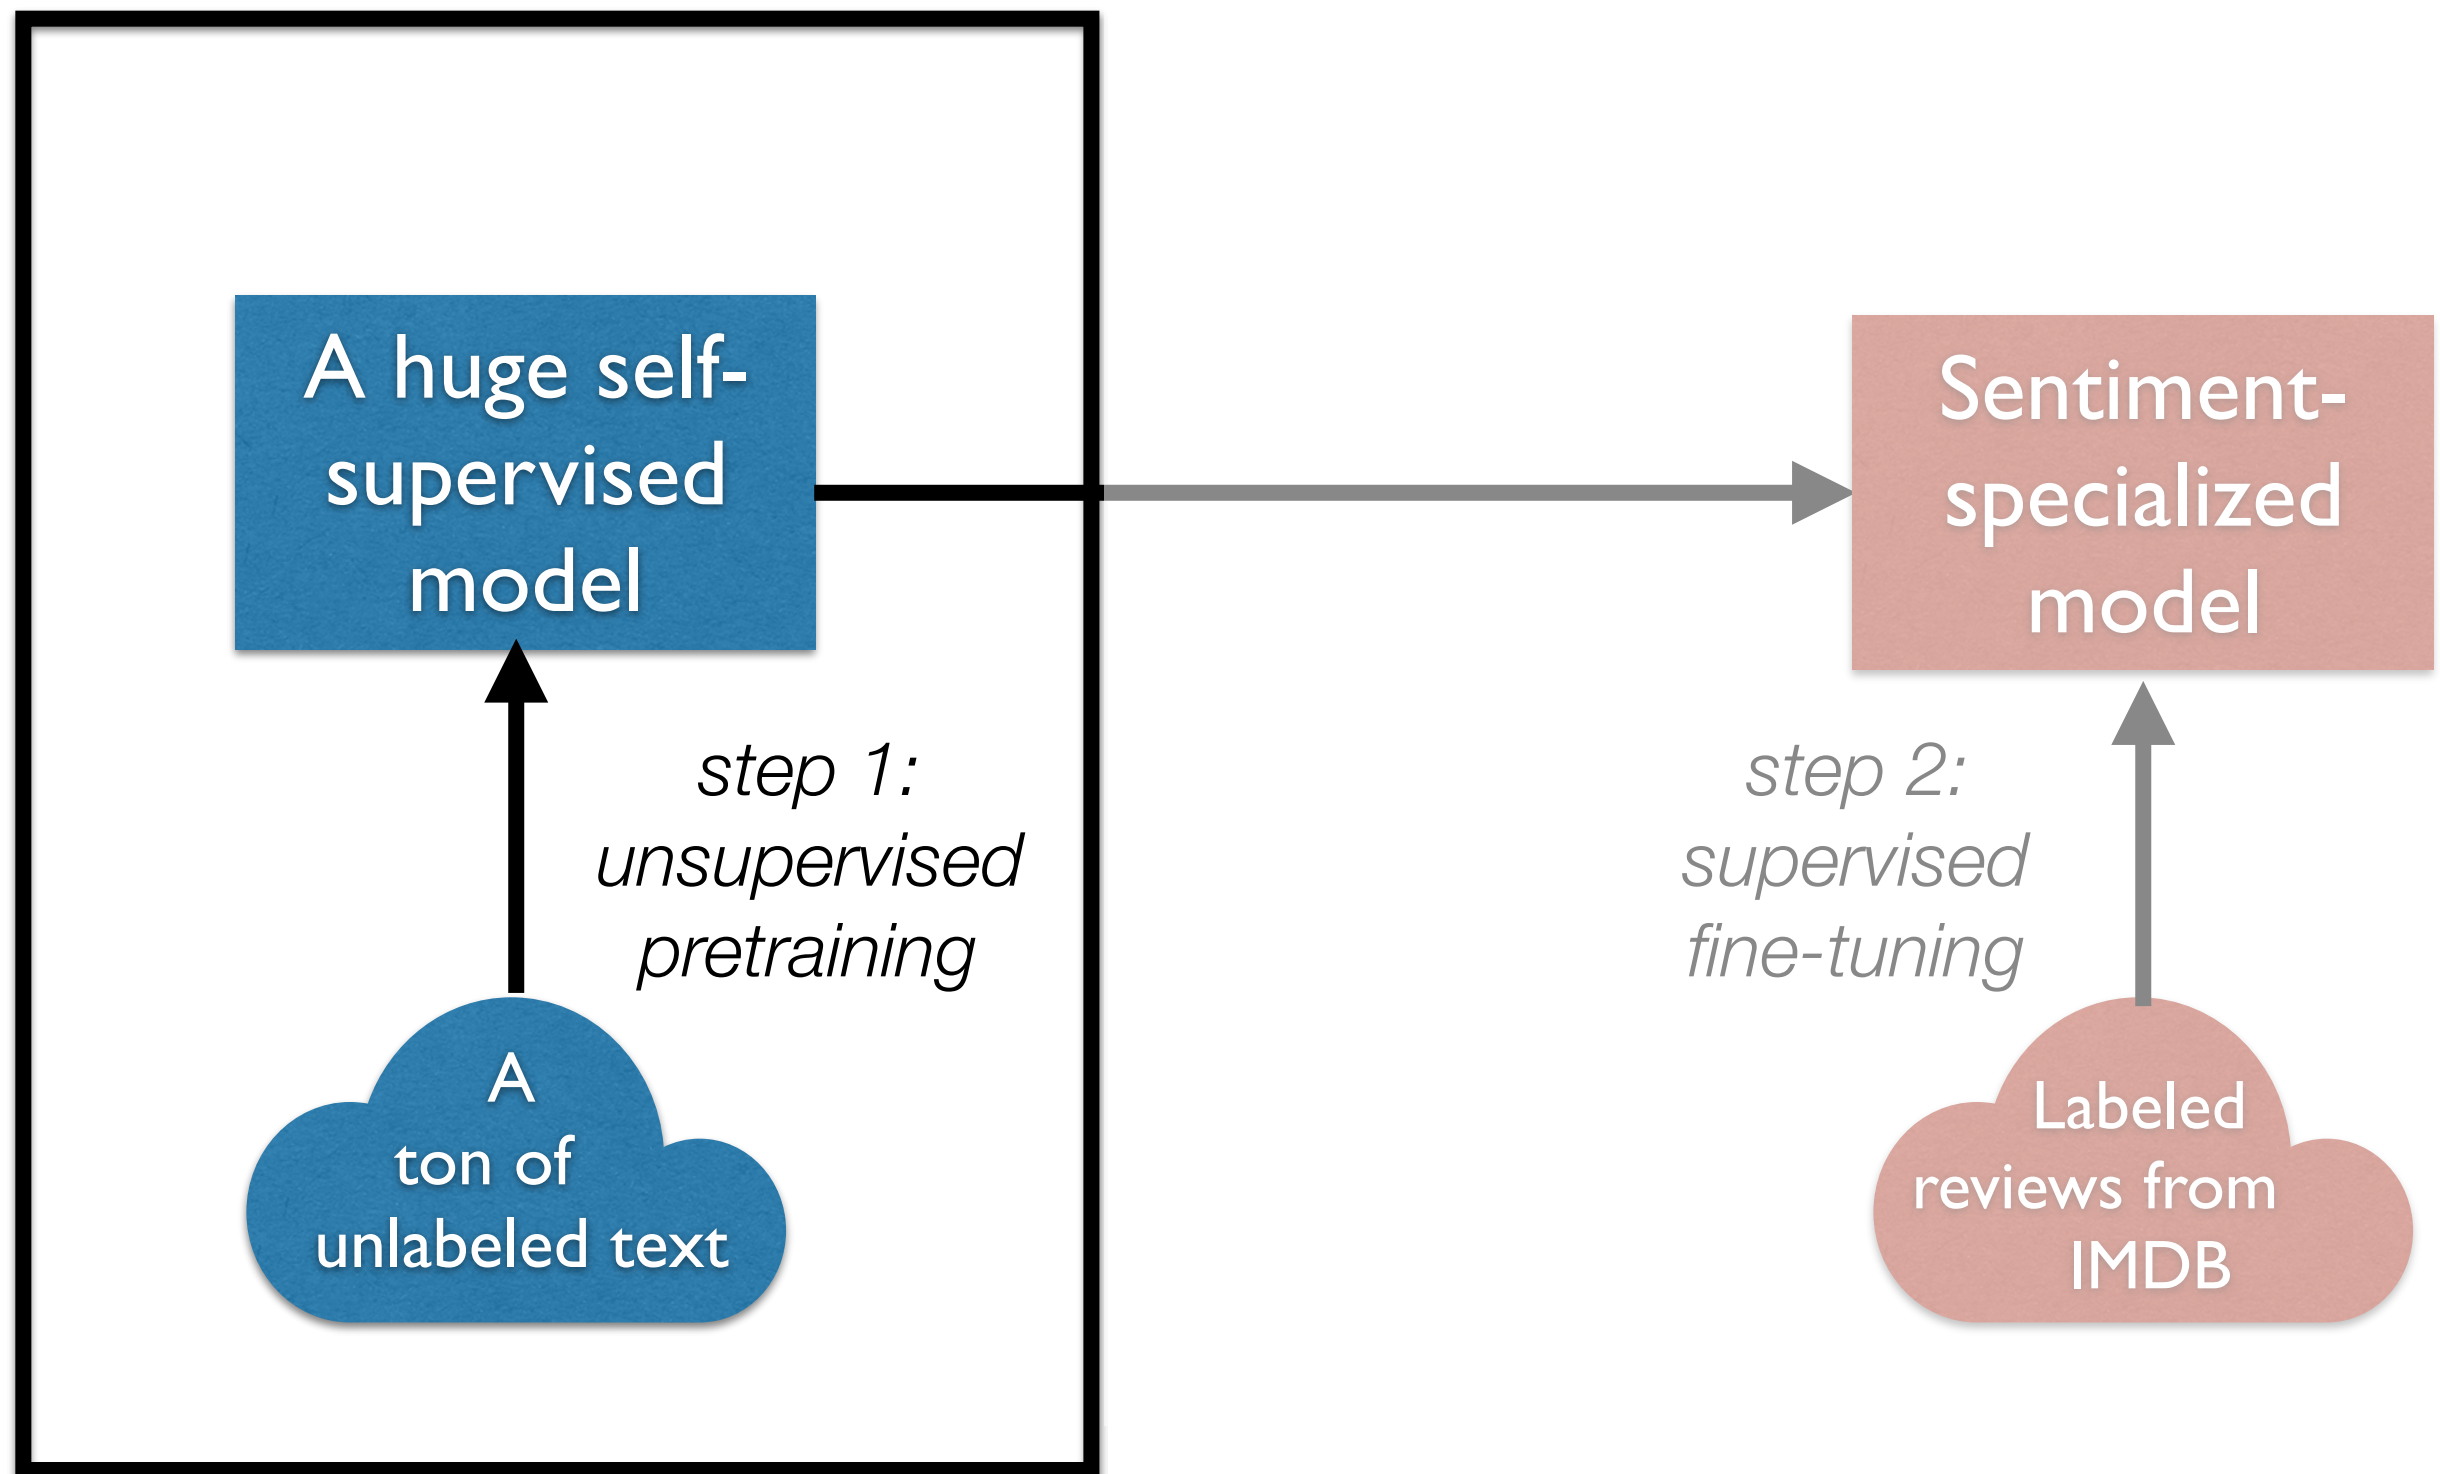 A huge self-
supervised
model
step 1:
unsupervised
pretraining
A
ton of
unlabeled text
Sentiment-
specialized
model
step 2:
supervised
fine-tuning
Labeled
reviews from
IMDB